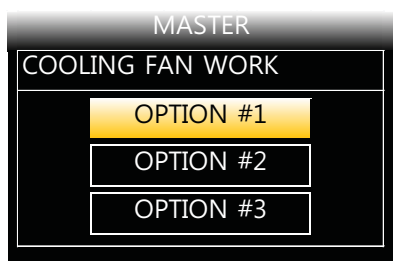 MASTER
COOLING FAN WORK
OPTION #1
OPTION #2
OPTION #3